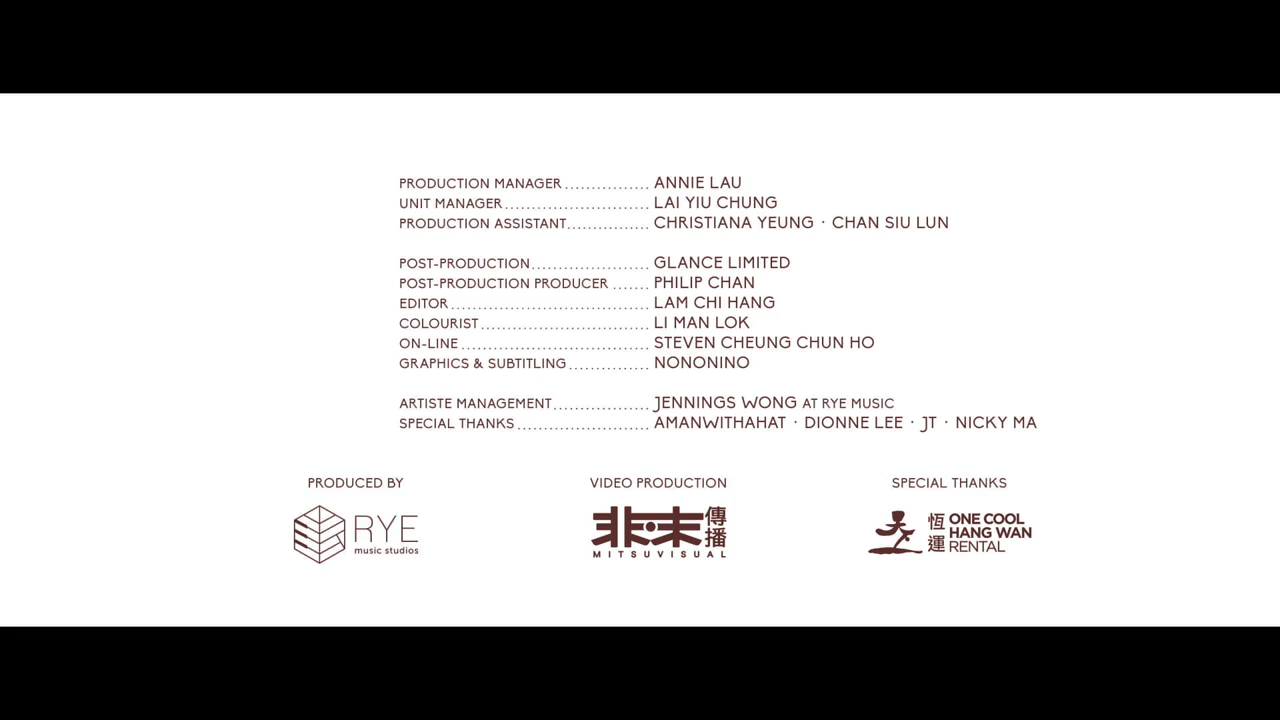 PRODUCTION MANAGER................ ANNIE LAU
UNIT MANAGER........................... LAI YIU CHUNG
PRODUCTION ASSISTANT............... CHRISTIANA YEUNG · CHAN SIU LUN
POST-PRODUCTION...................... GLANCE LIMITED
POST-PRODUCTION PRODUCER ....... PHILIP CHAN
EDITOR..................................... LAM CHI HANG
COLOURIST................................ LI MAN LOK
ON-LINE................................... STEVEN CHEUNG CHUN HO
GRAPHICS & SUBTITLING............... NONONINO
ARTISTE MANAGEMENT.................. JENNINGS WONG AT RYE MUSIC
SPECIAL THANKS......................... AMANWITHAHAT · DIONNE LEE · JT · NICKY MA
PRODUCED BY
RYE
music studios
VIDEO PRODUCTION
非末傳播
MITSUVISUAL
SPECIAL THANKS
恆運
ONE COOL
HANG WAN
RENTAL